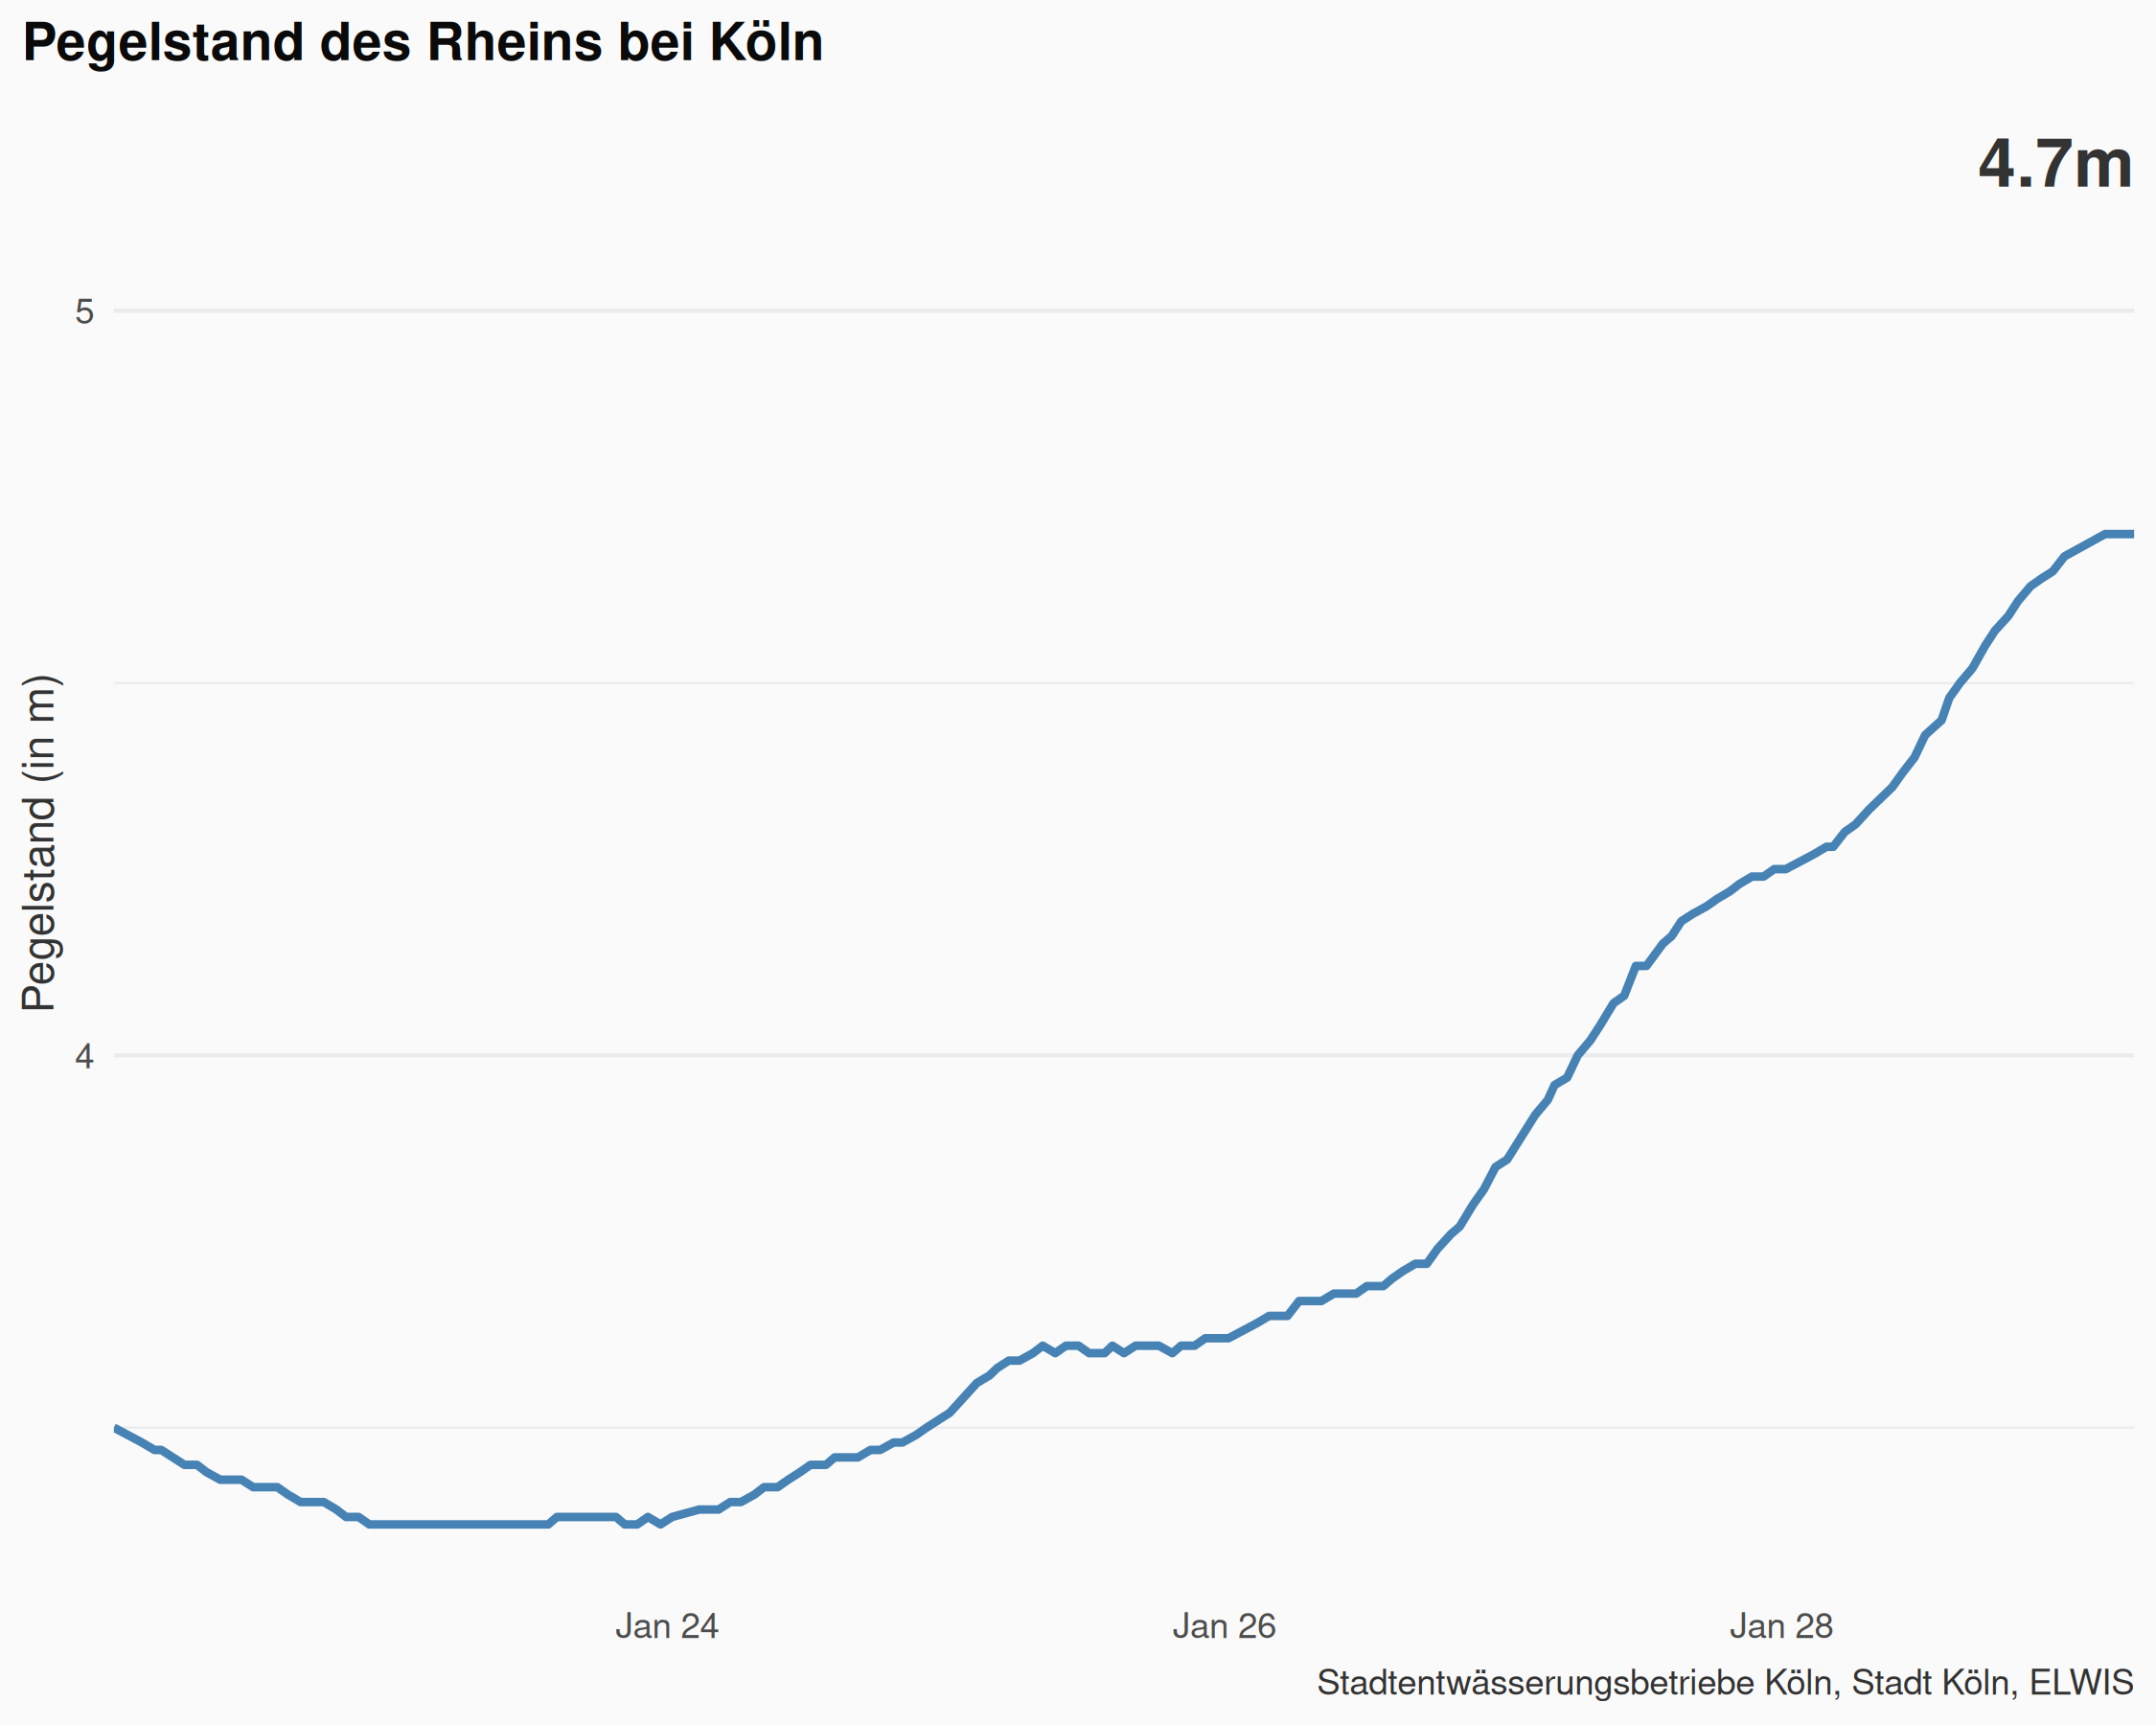 Pegelstand des Rheins bei Köln
4.7m
5
Pegelstand (in m)
4
Jan 24
Jan 26
Jan 28
Stadtentwässerungsbetriebe Köln, Stadt Köln, ELWIS